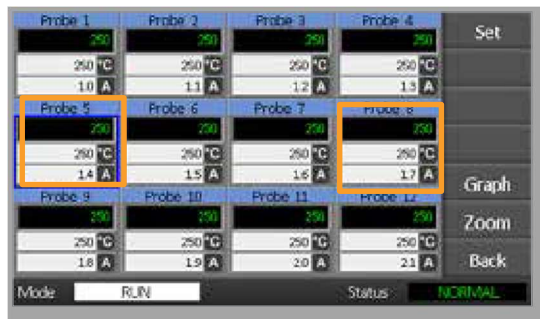 Probe 1 Probe 2 Probe 3 Probe 4 Set
250 250 250 250
250 °C 250 °C 250 °C 250 °C
1.0 A 1.1 A 1.2 A 1.3 A
Probe 5 Probe 6 Probe 7 Probe 8
250 250 250 250
250 °C 250 °C 250 °C 250 °C
1.4 A 1.5 A 1.6 A 1.7 A Graph
Probe 9 Probe 10 Probe 11 Probe 12
250 250 250 250 Zoom
250 °C 250 °C 250 °C 250 °C
1.8 A 1.9 A 2.0 A 2.1 A Back
Mode RUN Status NORMAL